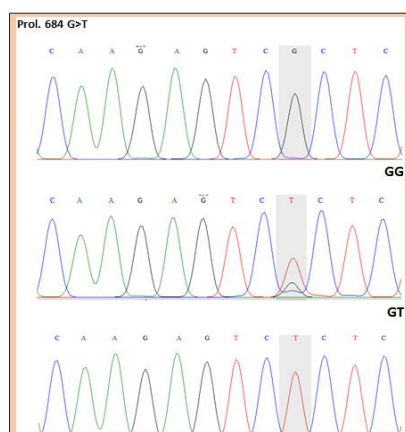 Prol. 684 G>T
C A A G A G T C G C T C
GG
C A A G A G T C T C T C
GT
C A A G A G T C T C T C